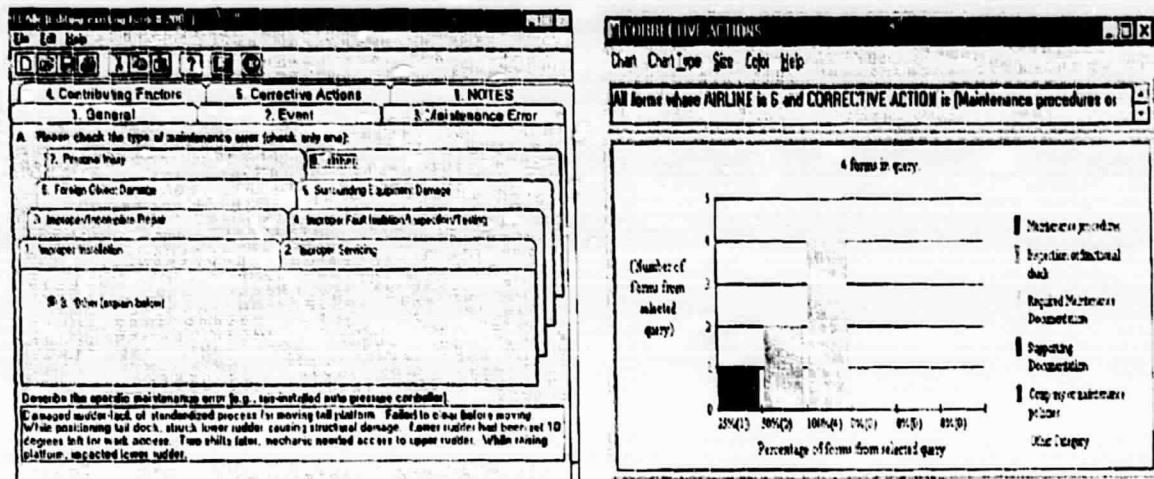 File Edit Help
4. Contributing Factors
5. Corrective Actions
NOTES
1. General
2. Event
3. Maintenance Error
A. Please check the type of maintenance error (check only one):
7. Personal Injury
8. Other
5. Foreign Object Damage
6. Surrounding Equipment Damage
3. Improper/Incomplete Repair
4. Improper Fault Isolation/Inspection/Testing
1. Improper Installation
2. Improper Servicing
8. Other (explain below)
Describe the specific maintenance error (e.g., mis-installed auto pressure controller).
Damaged rudder-lack of standardized process for moving tail platform. Failed to clear before moving
While positioning tail dock, struck lower rudder causing structural damage. Lower rudder had been set 10
degrees left for work access. Two shifts later, mechanic needed access to upper rudder. While raising
platform, impacted lower rudder.
CORRECTIVE ACTIONS
Chart Chart Type Size Color Help
All forms where AIRLINE is 6 and CORRECTIVE ACTION is (Maintenance procedures or
4 forms in query.
(Number of
forms from
selected
query)
5
4
3
2
1
0
25%(1) 50%(2) 100%(4) 0%(0) 0%(0) 0%(0)
Percentage of forms from selected query
Maintenance procedures
Inspection or functional
check
Required Maintenance
Documentation
Supporting
Documentation
Company or maintenance
policies
Other Category